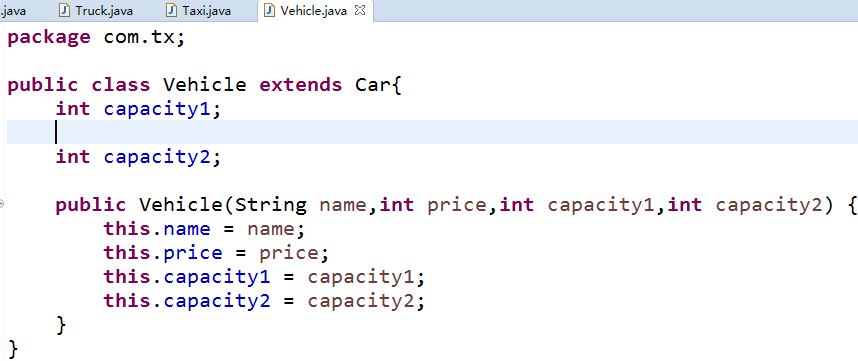 .java Truck.java Taxi.java Vehicle.java
package com.tx;
public class Vehicle extends Car{
int capacity1;
int capacity2;
public Vehicle(String name,int price,int capacity1,int capacity2) {
this.name = name;
this.price = price;
this.capacity1 = capacity1;
this.capacity2 = capacity2;
}
}